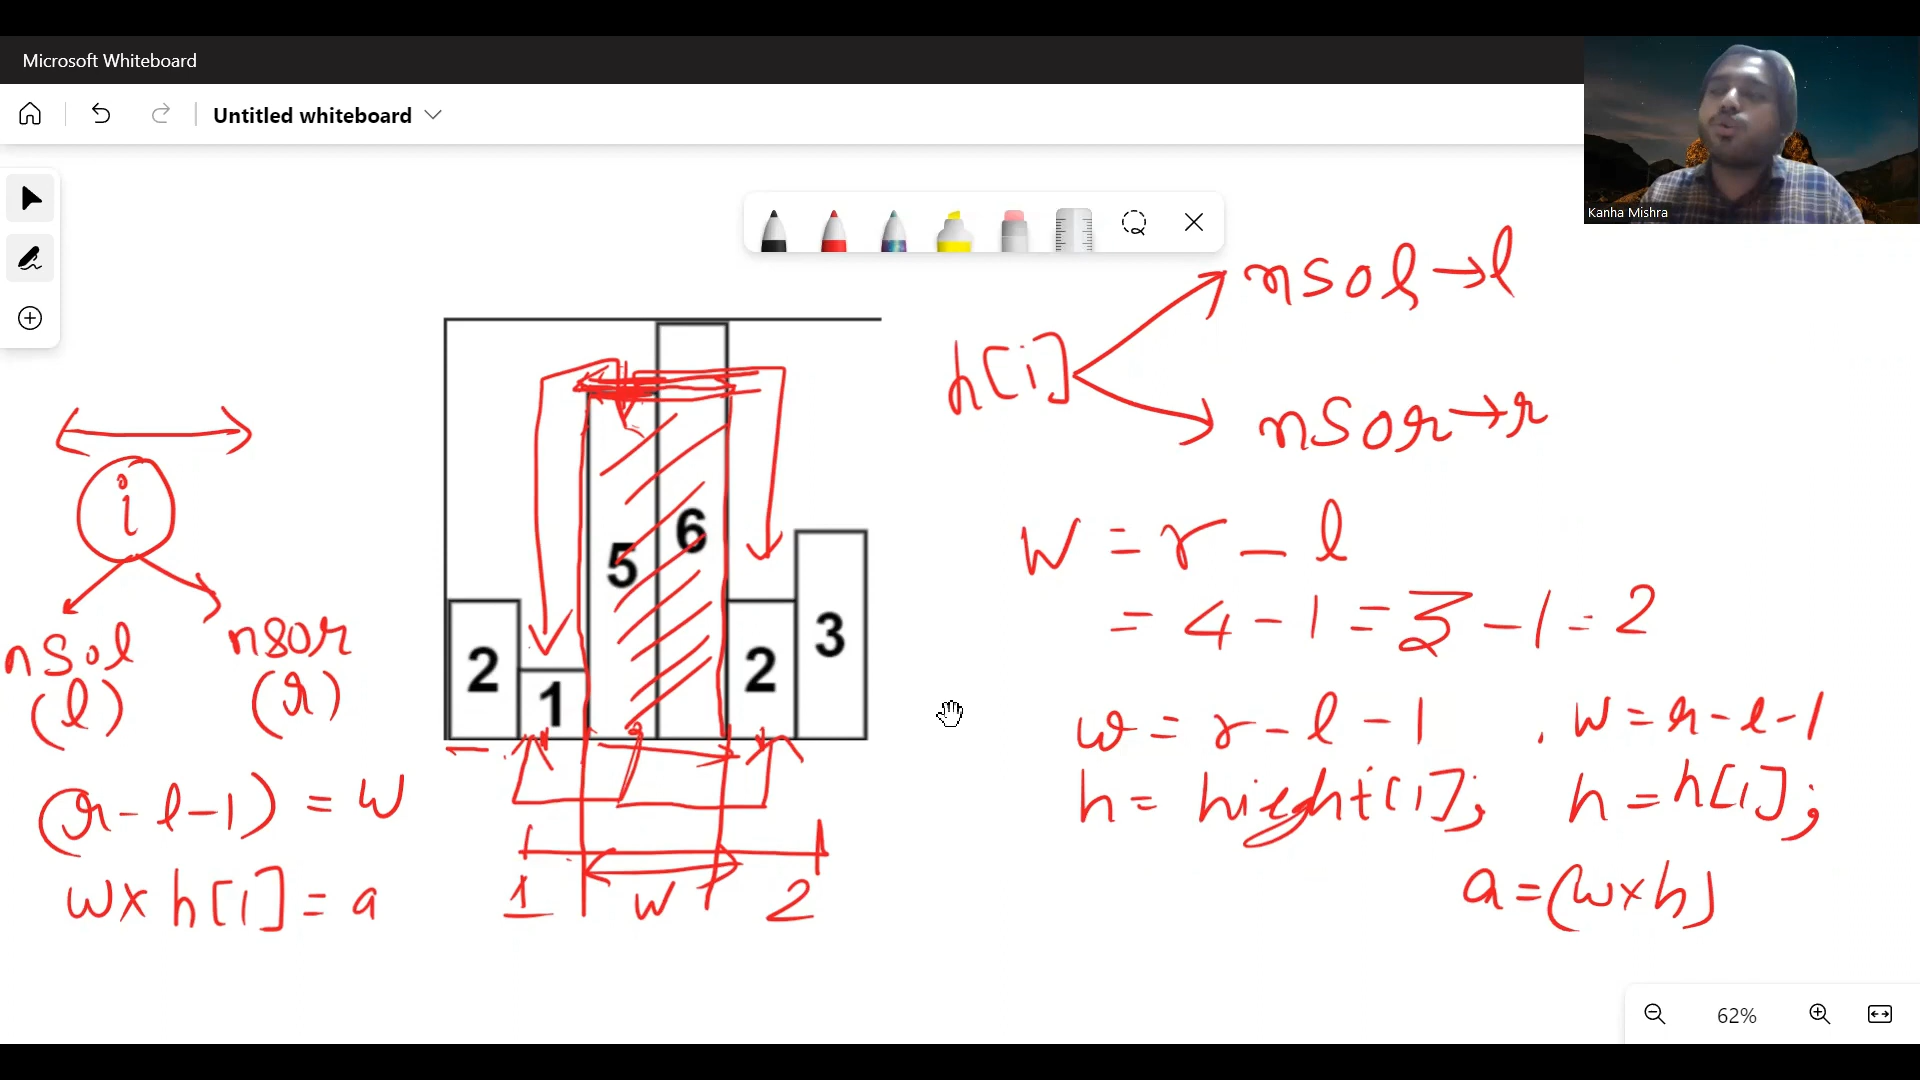 Microsoft Whiteboard
Untitled whiteboard
Kanha Mishra
nsol → l
h[i]
nsor → r
i
nsol
(l)
nsor
(r)
(r-l-1) = w
w x h[i] = a
2
1
5
6
2
3
1
w
2
w = r - l
= 4 - 1 = 3 - 1 = 2
w = r - l - 1
h = hieght[i];
. w = r-l-1
h = h[i];
a = (w x h)
62%